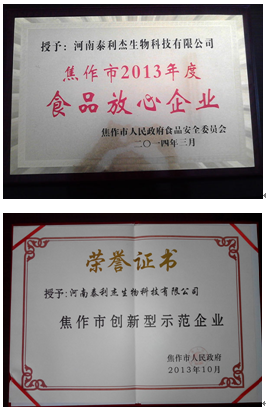 授予：河南泰利杰生物科技有限公司
焦作市2013年度
食品放心企业
焦作市人民政府食品安全委员会
二〇一四年三月
荣誉证书
授予：河南泰利杰生物科技有限公司
焦作市创新型示范企业
焦作市人民政府
2013年10月